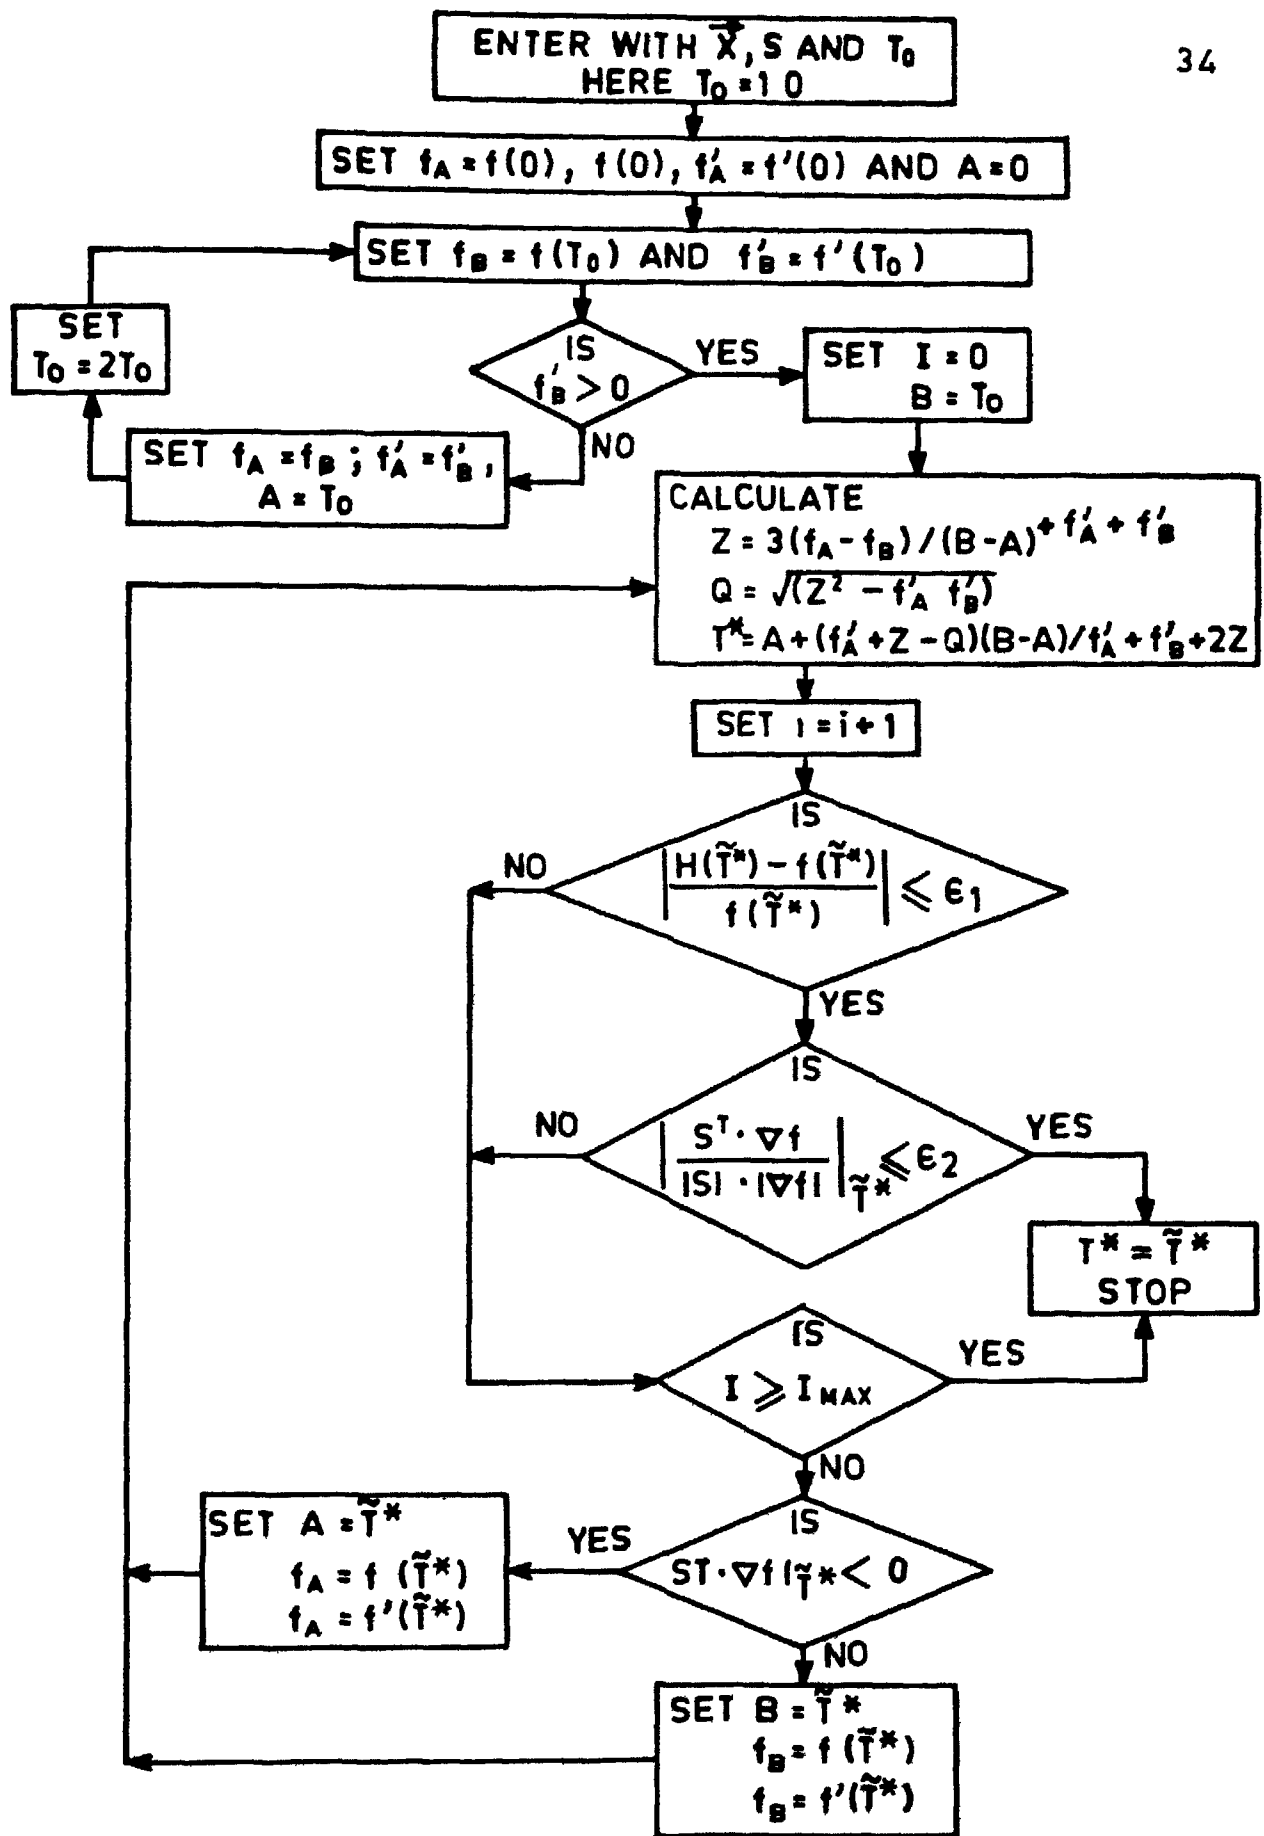 34
ENTER WITH X⃗, S AND T₀
HERE T₀ = 1 0
SET f_A = f(0), f(0), f'_A = f'(0) AND A = 0
SET f_B = f(T₀) AND f'_B = f'(T₀)
SET
T₀ = 2T₀
IS
f'_B > 0
YES
SET I = 0
B = T₀
NO
SET f_A = f_B ; f'_A = f'_B ,
A = T₀
CALCULATE
Z = 3(f_A - f_B) / (B-A) + f'_A + f'_B
Q = √(Z² - f'_A f'_B)
T* = A + (f'_A + Z - Q)(B-A)/f'_A + f'_B + 2Z
SET ı = i + 1
IS
|H(T̃*) - f(T̃*) / f(T̃*)| ⩽ ϵ₁
NO
YES
IS
|S^T · ∇f / |S| · |∇f||_T̃* ⩽ ϵ₂
NO
YES
T* = T̃*
STOP
IS
I ⩾ I_MAX
YES
NO
IS
ST · ∇f|_T̃* < 0
YES
SET A = T̃*
f_A = f (T̃*)
f_A = f'(T̃*)
NO
SET B = T̃*
f_B = f (T̃*)
f_B = f'(T̃*)